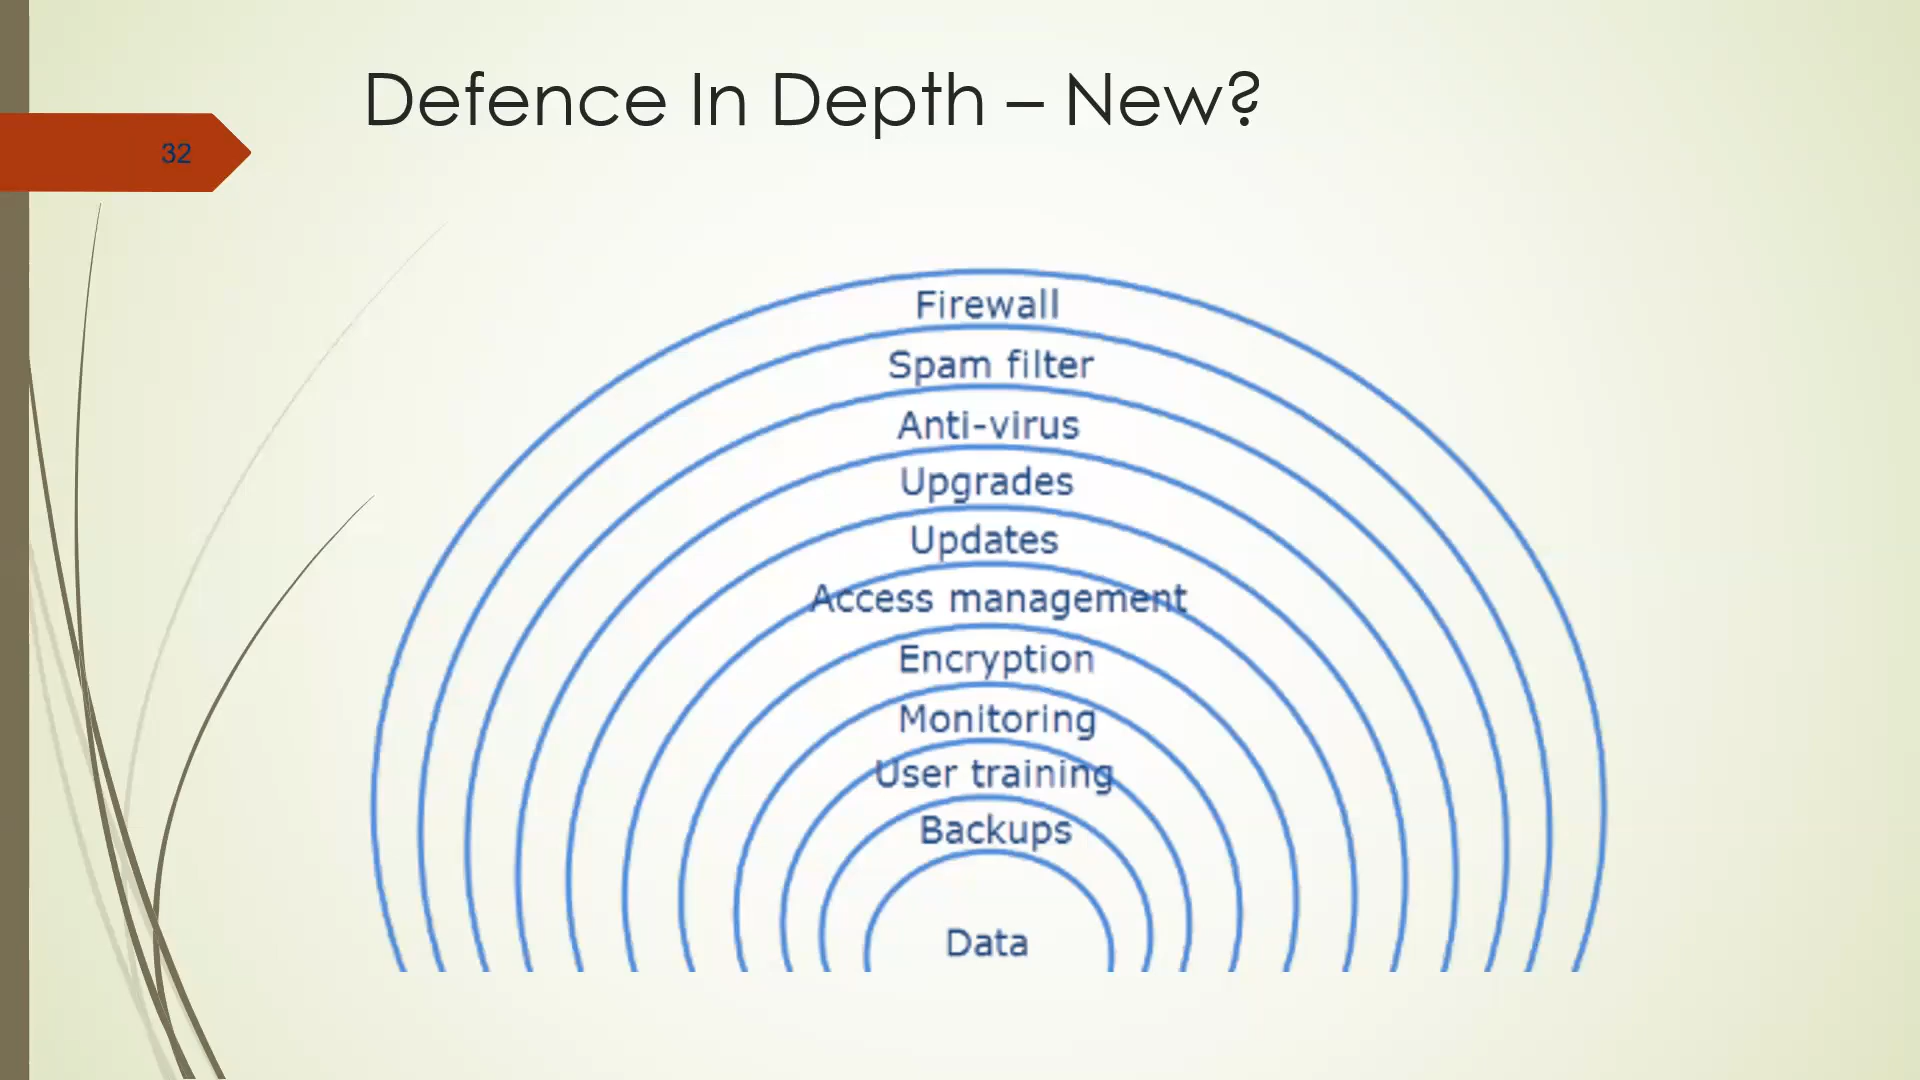 Defence In Depth – New?
32
Firewall
Spam filter
Anti-virus
Upgrades
Updates
Access management
Encryption
Monitoring
User training
Backups
Data